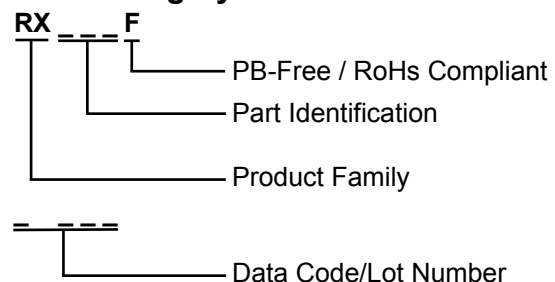 RX _ _ _ F
PB-Free / RoHs Compliant
Part Identification
Product Family
_ _ _ _
Data Code/Lot Number